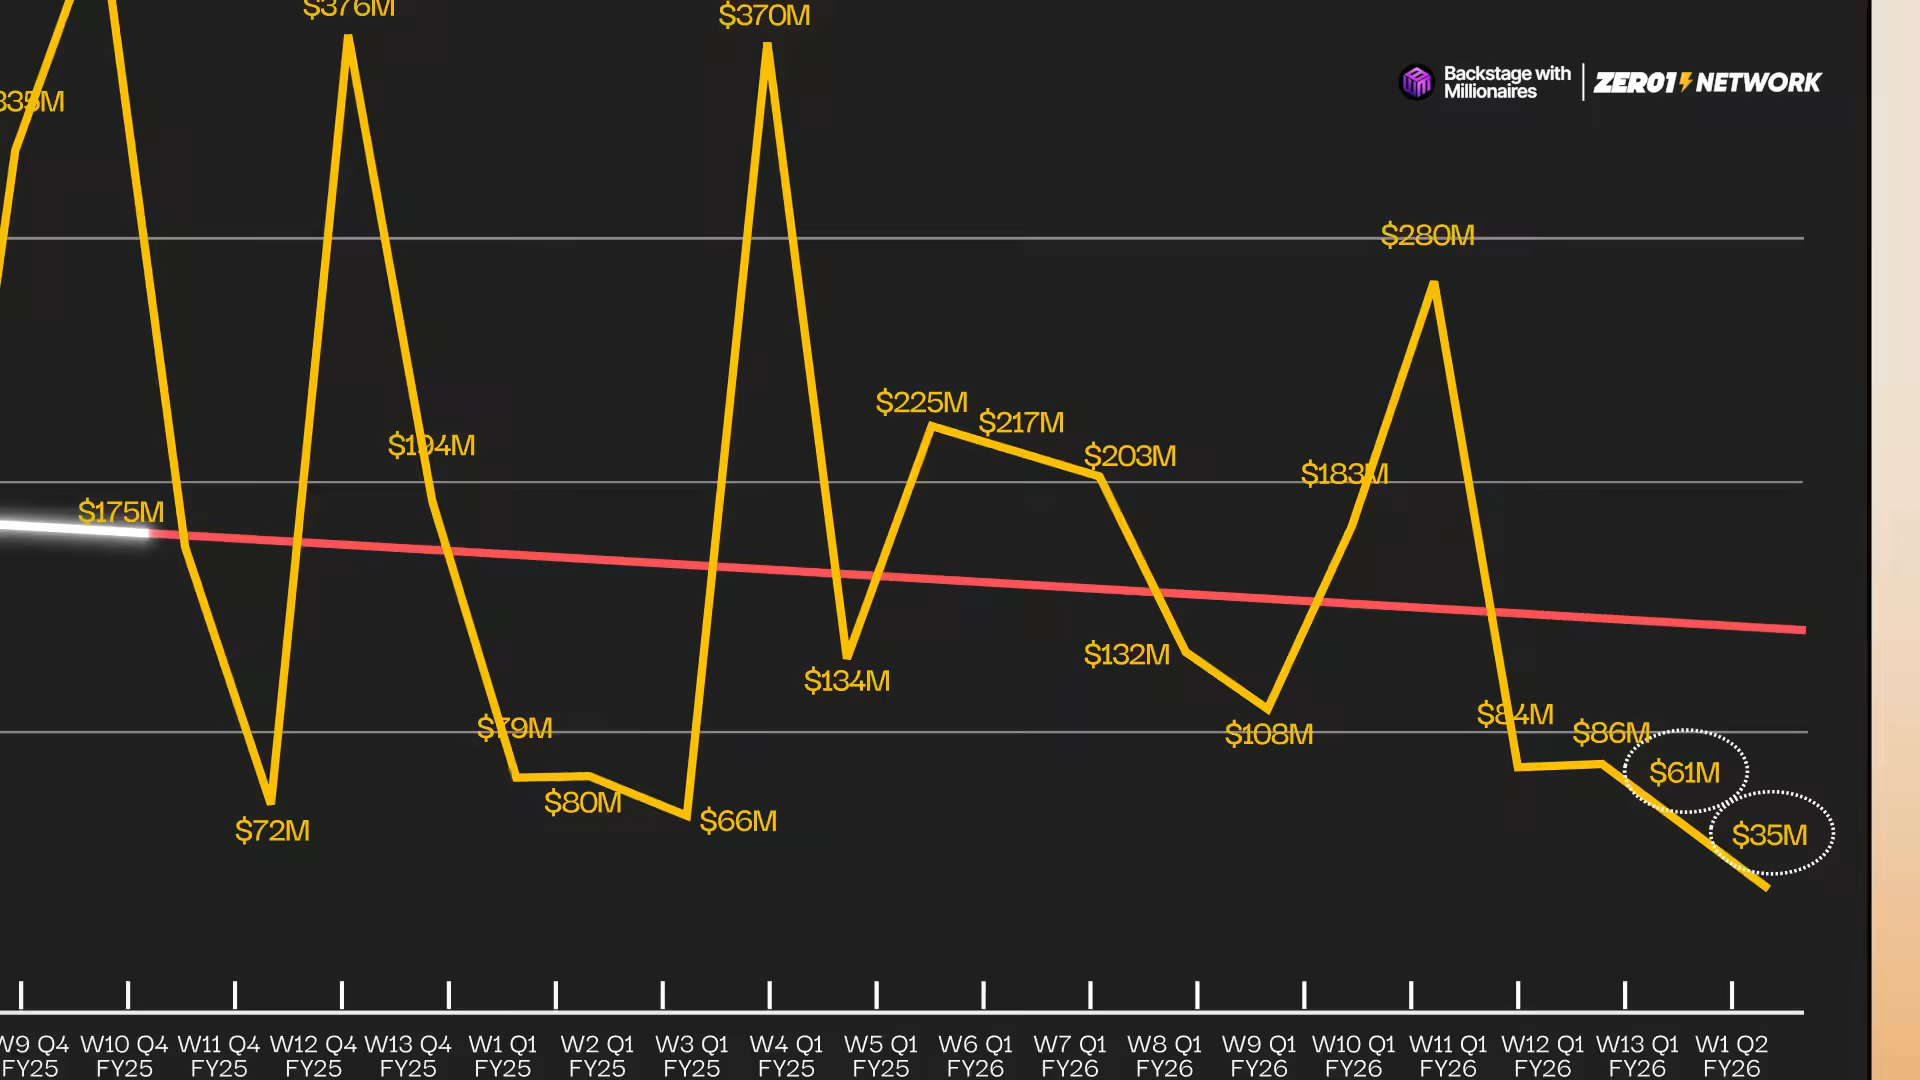 $376M
$370M
335M
Backstage with
Millionaires
ZERO1 NETWORK
$280M
$225M
$217M
$194M
$203M
$183M
$175M
$132M
$134M
$79M
$108M
$84M
$86M
$61M
$80M
$66M
$72M
$35M
W9 Q4 W10 Q4 W11 Q4 W12 Q4 W13 Q4 W1 Q1 W2 Q1 W3 Q1 W4 Q1 W5 Q1 W6 Q1 W7 Q1 W8 Q1 W9 Q1 W10 Q1 W11 Q1 W12 Q1 W13 Q1 W1 Q2
FY25 FY25 FY25 FY25 FY25 FY25 FY25 FY25 FY25 FY25 FY26 FY26 FY26 FY26 FY26 FY26 FY26 FY26 FY26